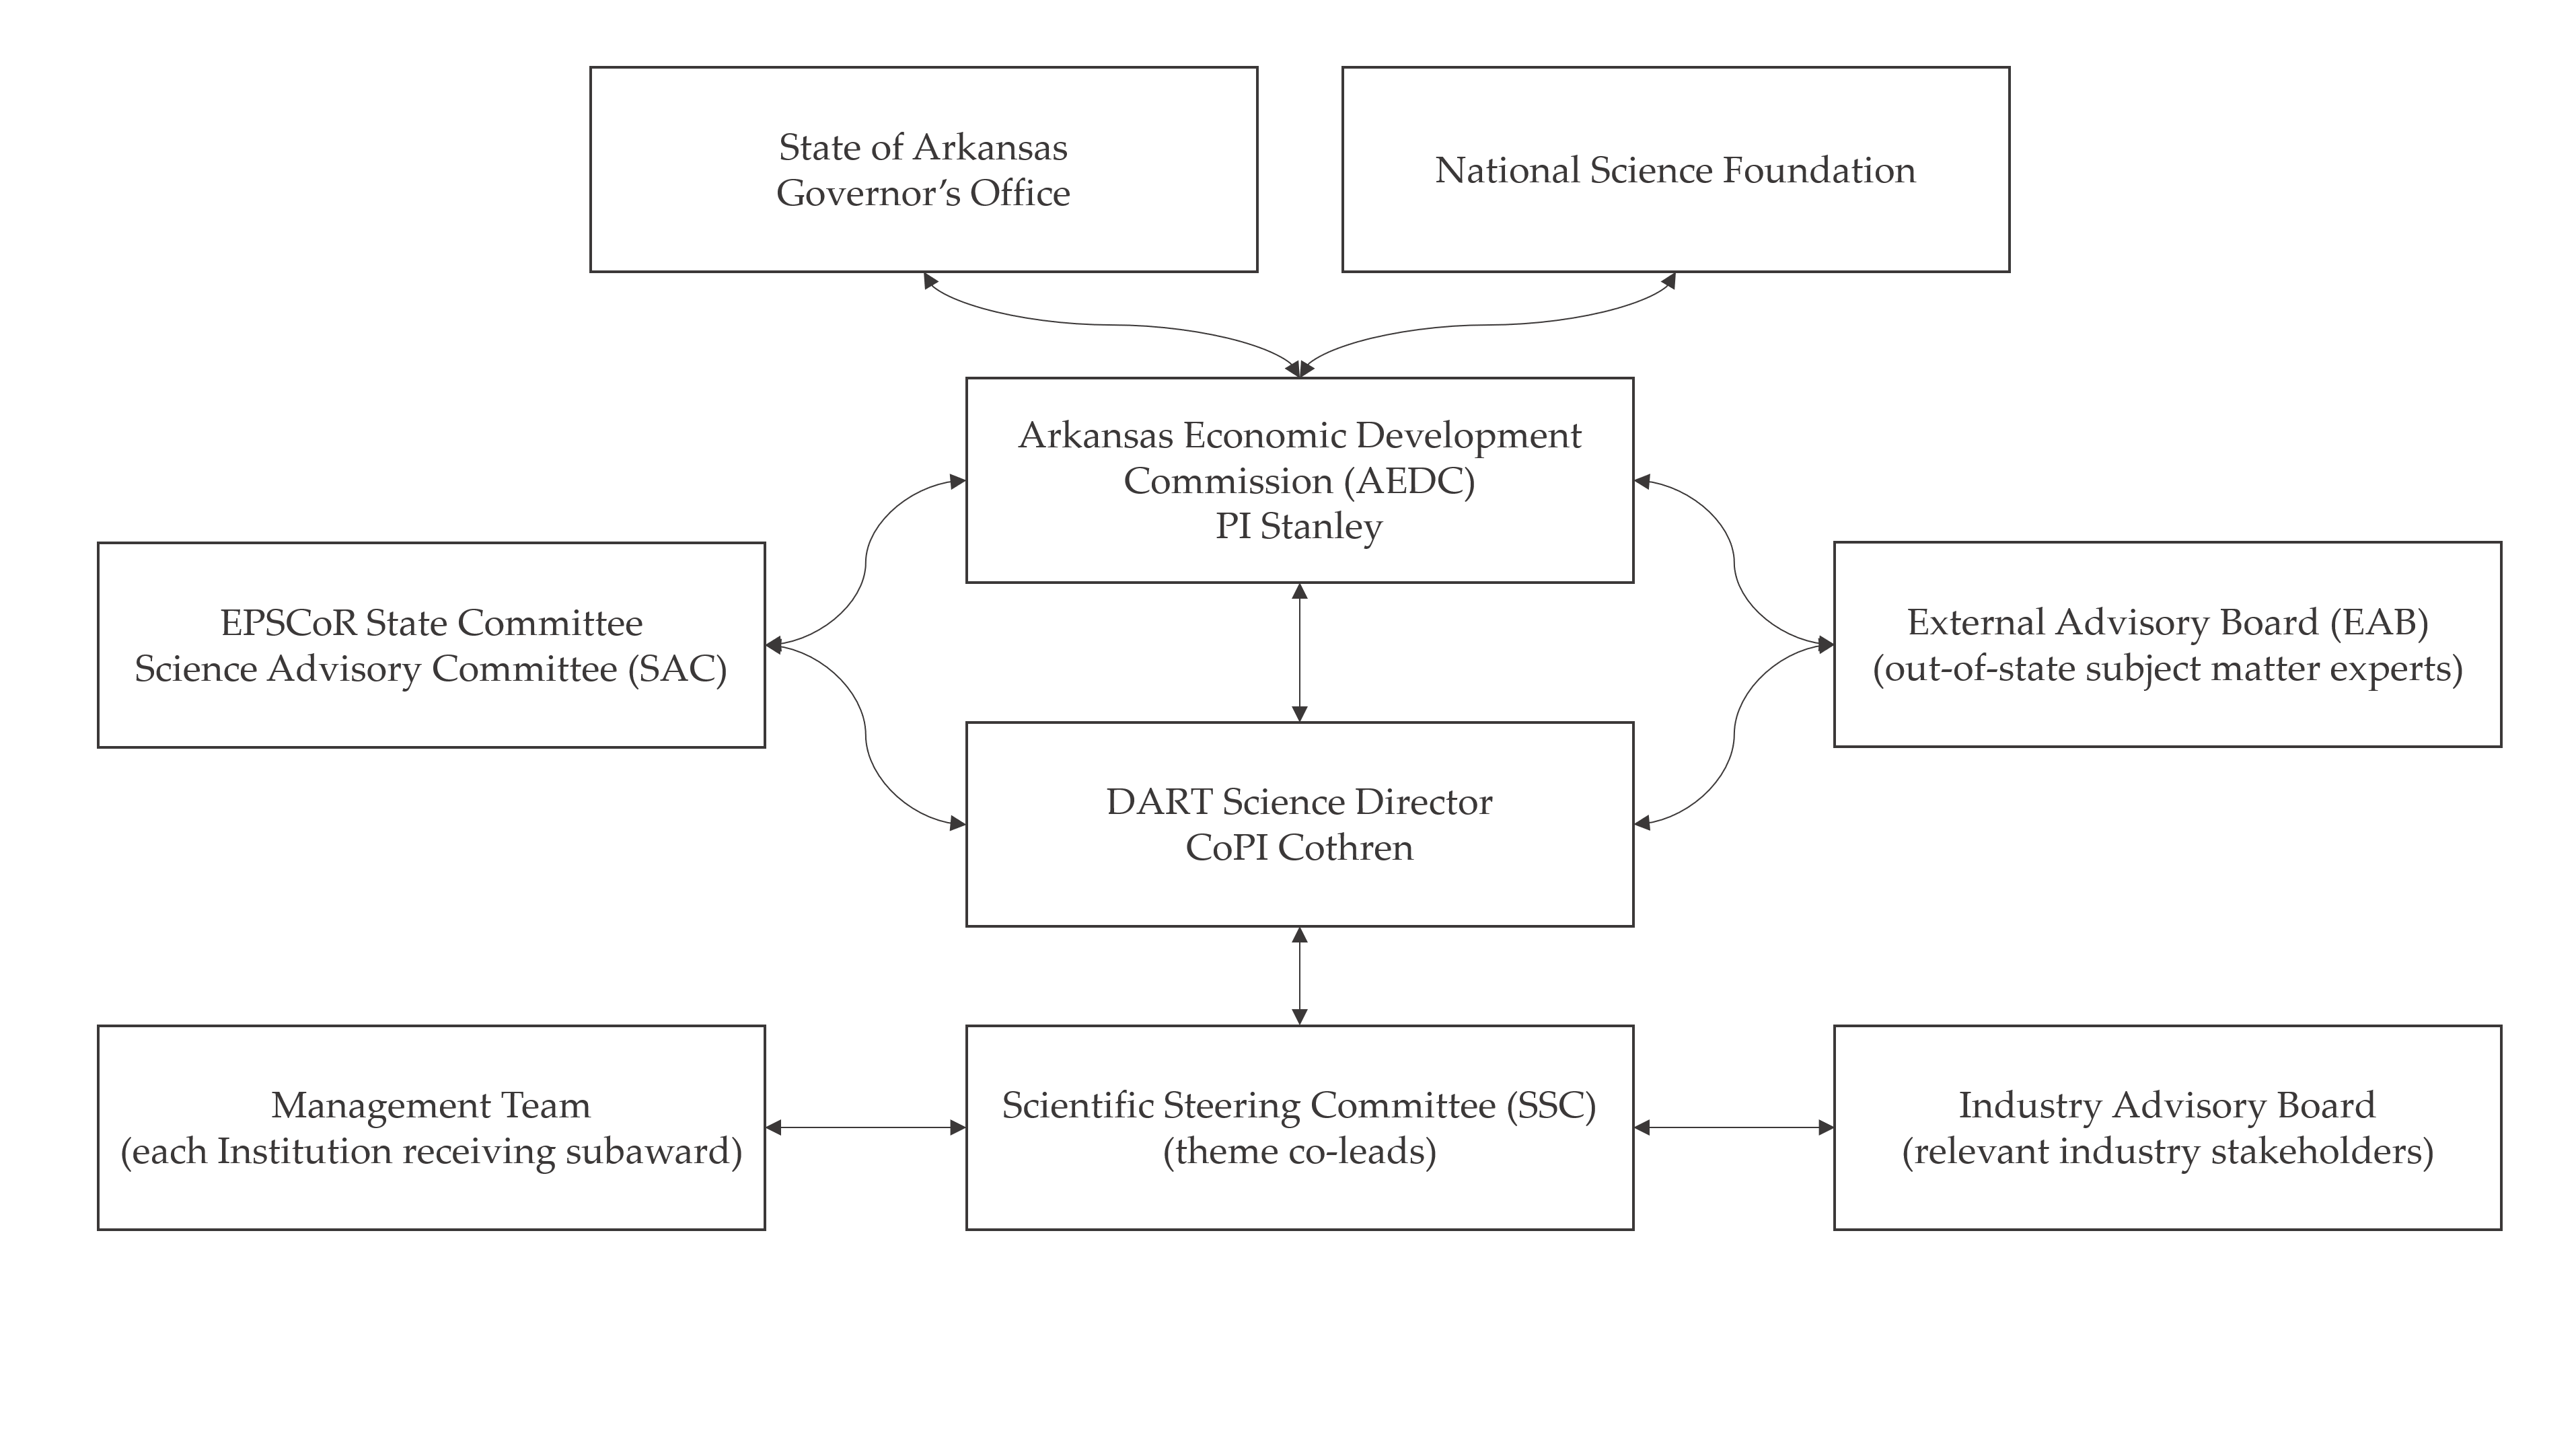 State of Arkansas
Governor’s Office
National Science Foundation
Arkansas Economic Development
Commission (AEDC)
PI Stanley
EPSCoR State Committee
Science Advisory Committee (SAC)
External Advisory Board (EAB)
(out-of-state subject matter experts)
DART Science Director
CoPI Cothren
Management Team
(each Institution receiving subaward)
Scientific Steering Committee (SSC)
(theme co-leads)
Industry Advisory Board
(relevant industry stakeholders)